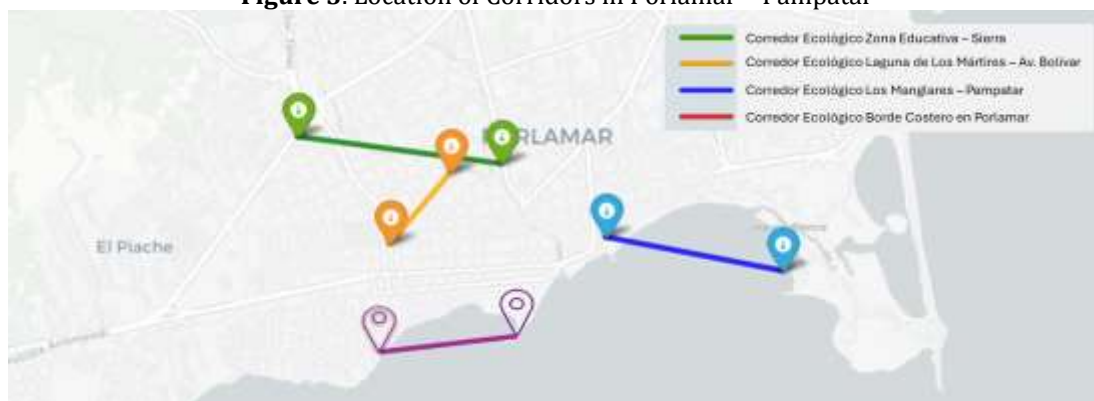 Figure 3. Location of Corridors in Porlamar – Pampatar
Corredor Ecológico Zona Educativa – Sierra
Corredor Ecológico Laguna de Los Mártires – Av. Bolívar
Corredor Ecológico Los Manglares – Pampatar
Corredor Ecológico Borde Costero en Porlamar
PORLAMAR
El Piache